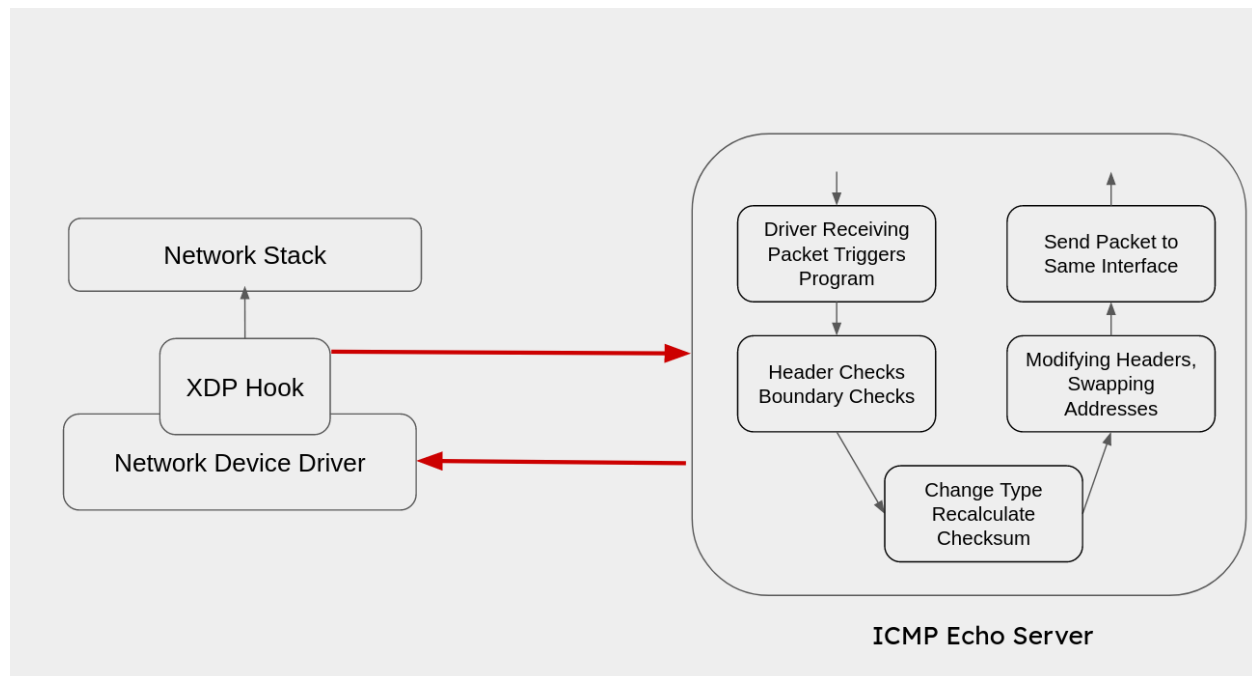 Network Stack
XDP Hook
Network Device Driver
Driver Receiving
Packet Triggers
Program
Header Checks
Boundary Checks
Change Type
Recalculate
Checksum
Modifying Headers,
Swapping
Addresses
Send Packet to
Same Interface
ICMP Echo Server